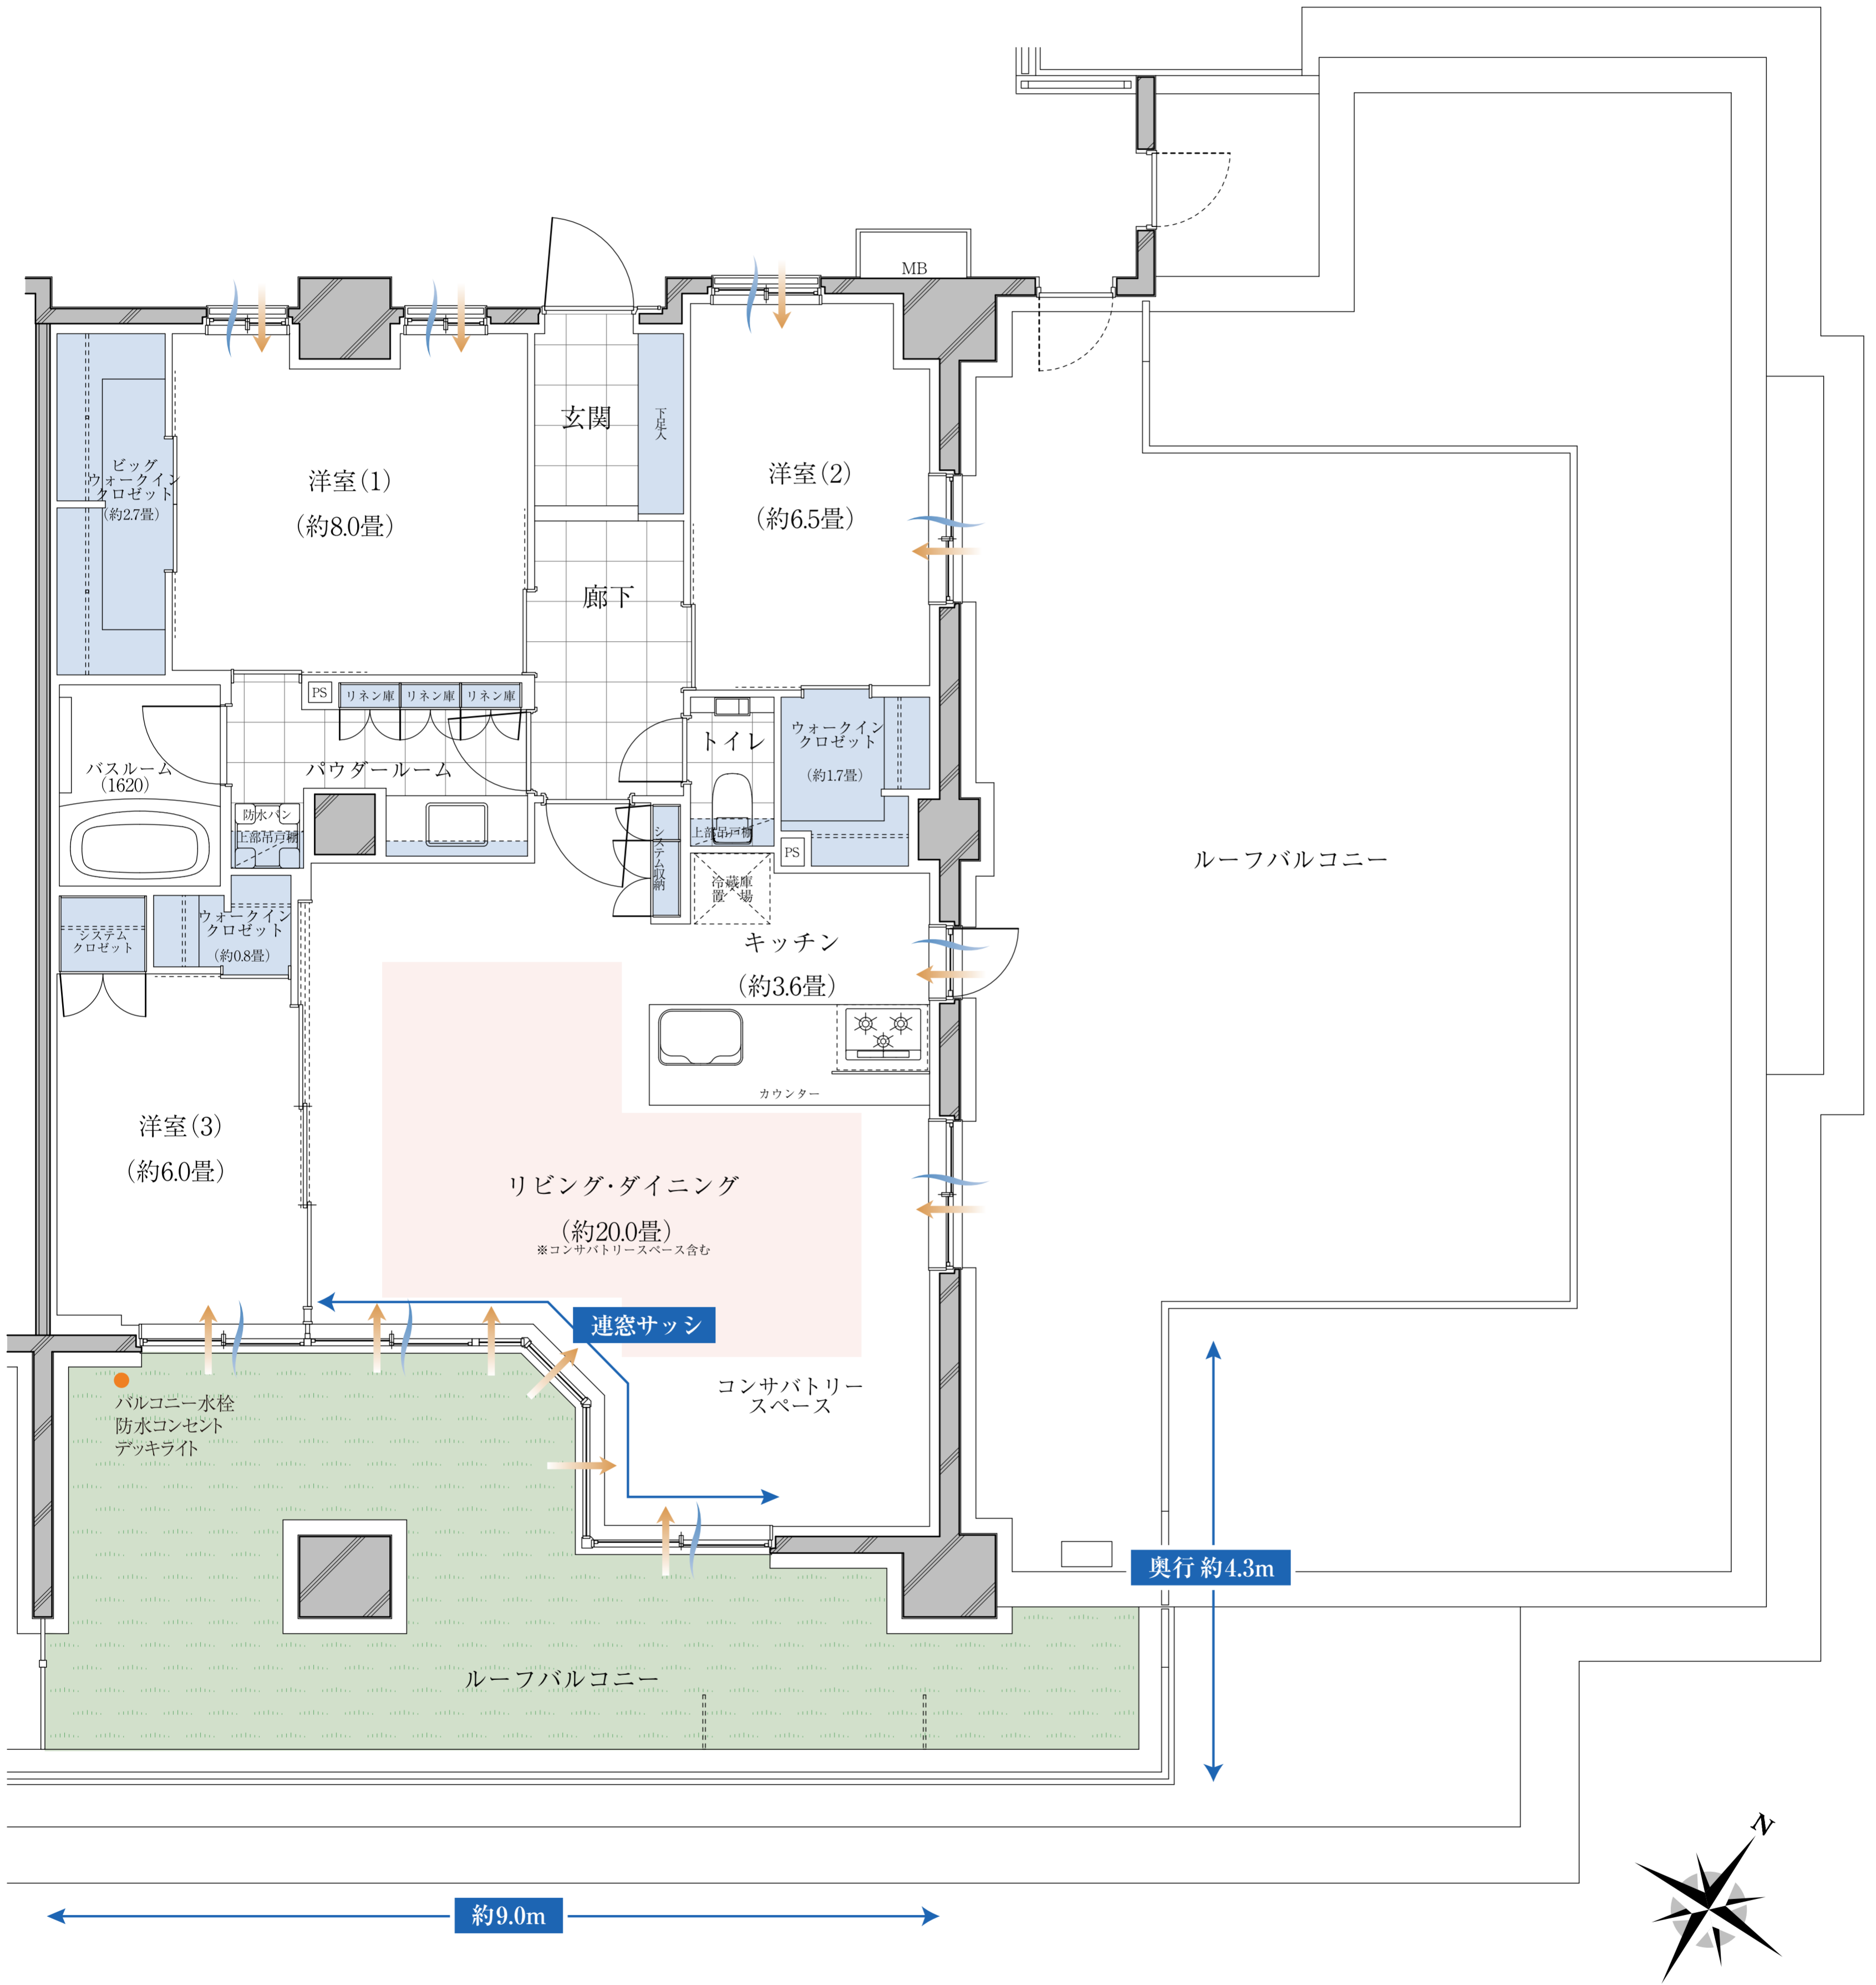 MB
玄関
下足入
洋室(1)
(約8.0畳)
洋室(2)
(約6.5畳)
ビッグ
ウォークイン
クロゼット
(約2.7畳)
廊下
PS
リネン庫
リネン庫
リネン庫
トイレ
ウォークイン
クロゼット
(約1.7畳)
バスルーム
(1620)
パウダールーム
防水パン
上部吊戸棚
システム収納
上部吊戸棚
PS
冷蔵庫
置場
ルーフバルコニー
システム
クロゼット
ウォークイン
クロゼット
(約0.8畳)
キッチン
(約3.6畳)
カウンター
洋室(3)
(約6.0畳)
リビング・ダイニング
(約20.0畳)
※コンサバトリースペース含む
連窓サッシ
コンサバトリー
スペース
バルコニー水栓
防水コンセント
デッキライト
奥行 約4.3m
ルーフバルコニー
約9.0m
N